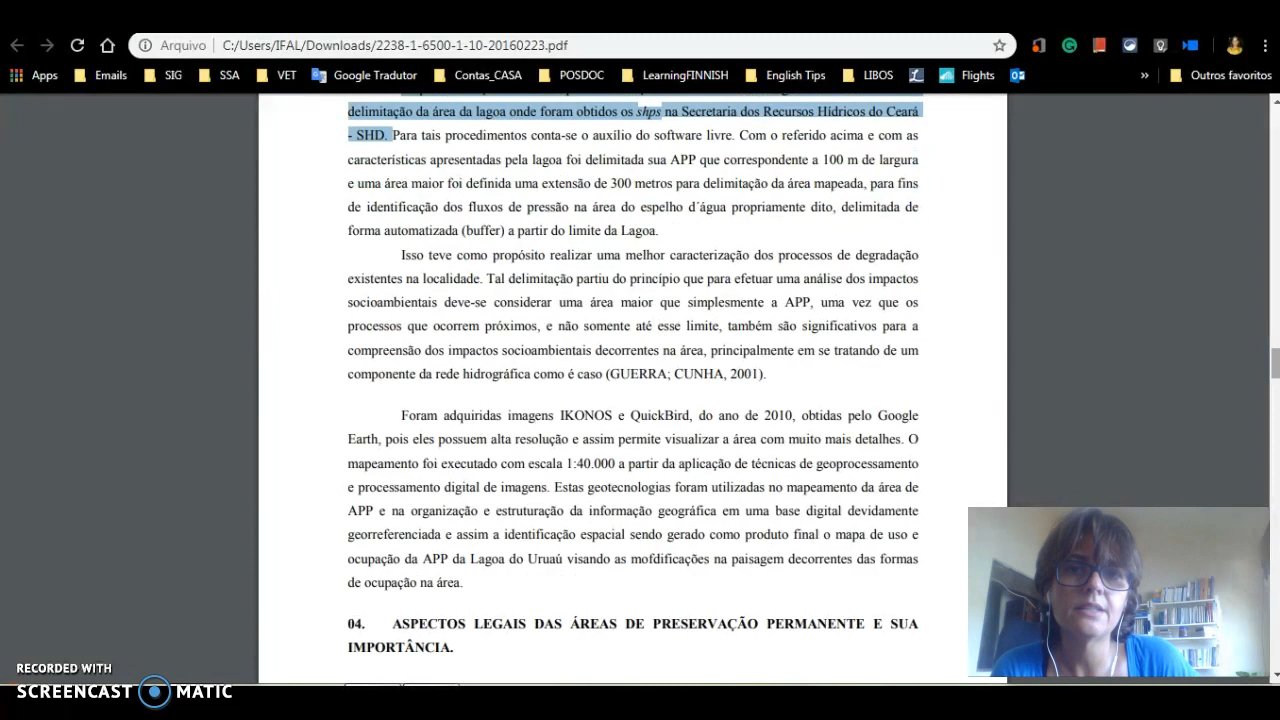 Arquivo
C:/Users/IFAL/Downloads/2238-1-6500-1-10-20160223.pdf
Apps Emails SIG SSA VET Google Tradutor Contas_CASA POSDOC LearningFINNISH English Tips LIBOS Flights » Outros favoritos
delimitação da área da lagoa onde foram obtidos os shps na Secretaria dos Recursos Hídricos do Ceará
- SHD. Para tais procedimentos conta-se o auxílio do software livre. Com o referido acima e com as
características apresentadas pela lagoa foi delimitada sua APP que correspondente a 100 m de largura
e uma área maior foi definida uma extensão de 300 metros para delimitação da área mapeada, para fins
de identificação dos fluxos de pressão na área do espelho d´água propriamente dito, delimitada de
forma automatizada (buffer) a partir do limite da Lagoa.
Isso teve como propósito realizar uma melhor caracterização dos processos de degradação
existentes na localidade. Tal delimitação partiu do princípio que para efetuar uma análise dos impactos
socioambientais deve-se considerar uma área maior que simplesmente a APP, uma vez que os
processos que ocorrem próximos, e não somente até esse limite, também são significativos para a
compreensão dos impactos socioambientais decorrentes na área, principalmente em se tratando de um
componente da rede hidrográfica como é caso (GUERRA; CUNHA, 2001).
Foram adquiridas imagens IKONOS e QuickBird, do ano de 2010, obtidas pelo Google
Earth, pois eles possuem alta resolução e assim permite visualizar a área com muito mais detalhes. O
mapeamento foi executado com escala 1:40.000 a partir da aplicação de técnicas de geoprocessamento
e processamento digital de imagens. Estas geotecnologias foram utilizadas no mapeamento da área de
APP e na organização e estruturação da informação geográfica em uma base digital devidamente
georreferenciada e assim a identificação espacial sendo gerado como produto final o mapa de uso e
ocupação da APP da Lagoa do Uruaú visando as mofdificações na paisagem decorrentes das formas
de ocupação na área.
04. ASPECTOS LEGAIS DAS ÁREAS DE PRESERVAÇÃO PERMANENTE E SUA
IMPORTÂNCIA.
RECORDED WITH
SCREENCAST MATIC